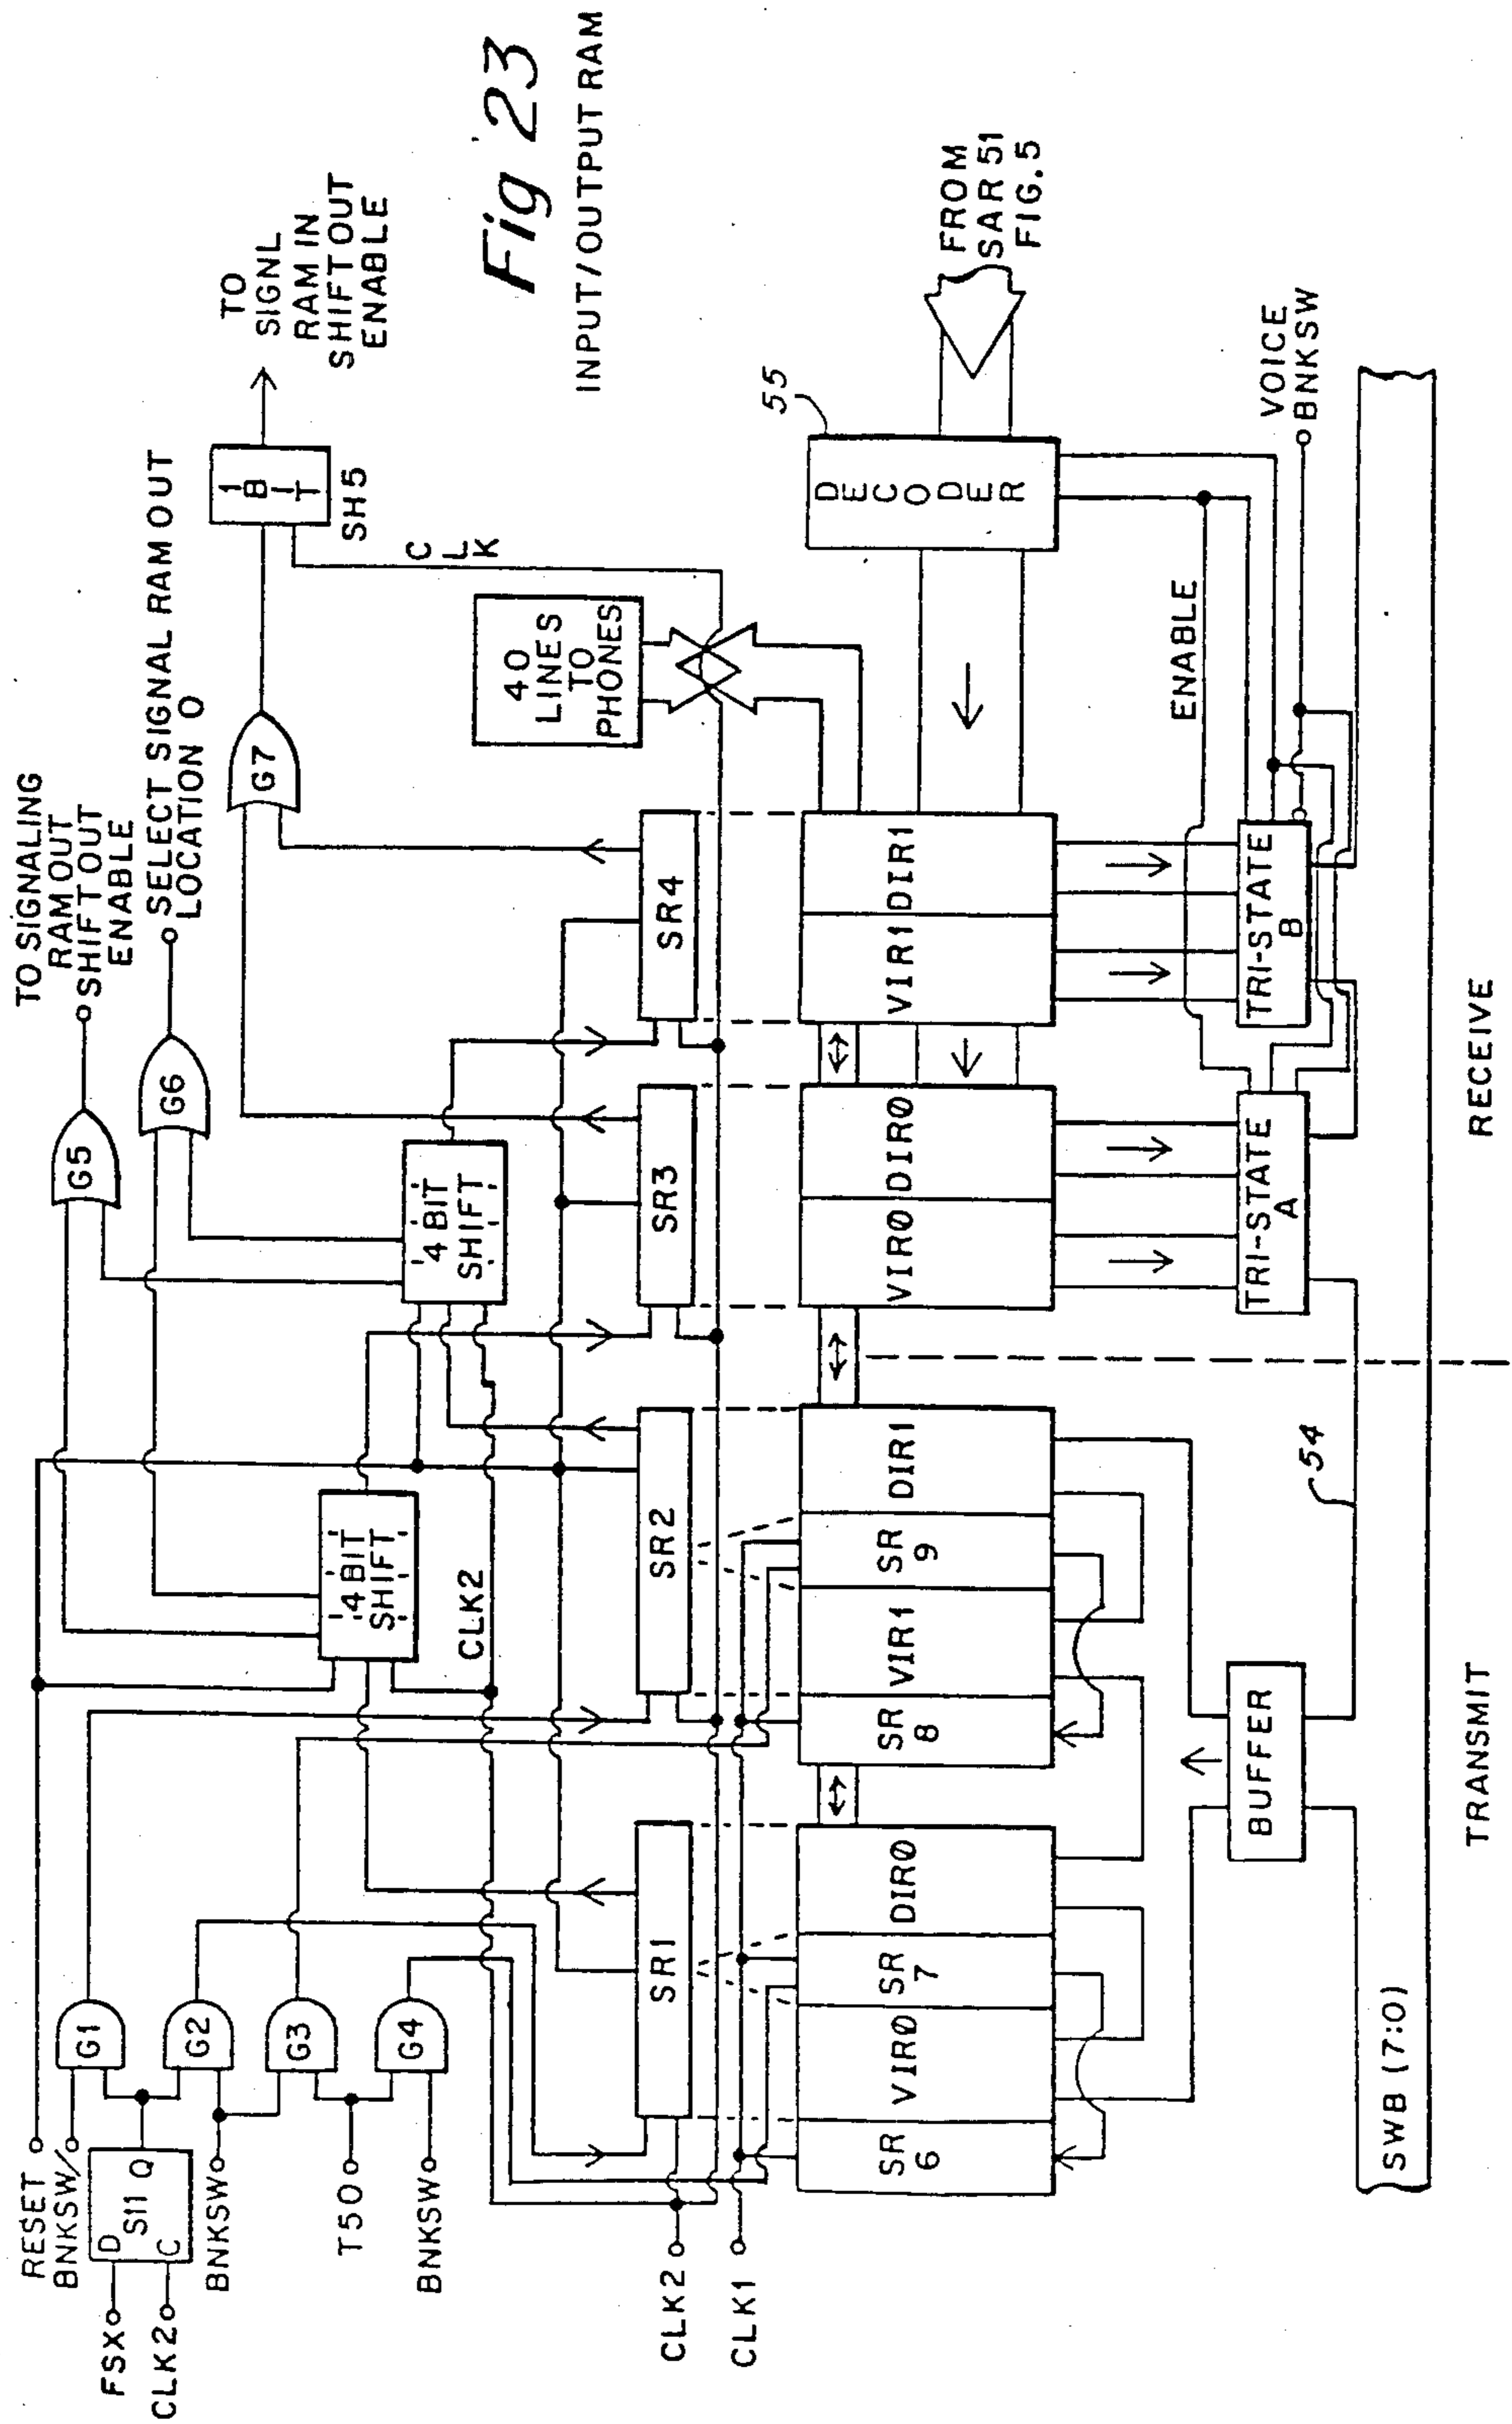 Fig 23
INPUT/OUTPUT RAM
RESET
BNKSW/
FSX
CLK2
D
S11
Q
C
BNKSW
T50
BNKSW
G1
G2
G3
G4
TO SIGNALING
RAM OUT
SHIFT OUT
ENABLE
G5
G6
SELECT SIGNAL RAM OUT
LOCATION 0
G7
1
B
I
T
SH5
TO
SIGNL
RAM IN
SHIFT OUT
ENABLE
C
L
K
4 BIT
SHIFT
4 BIT
SHIFT
CLK2
40
LINES
TO
PHONES
SR1
SR2
SR3
SR4
CLK2
CLK1
SR
6
VIR0
SR
7
DIR0
SR
8
VIR1
SR
9
DIR1
VIR0
DIR0
VIR1
DIR1
DECODER
55
FROM
SAR 51
FIG. 5
ENABLE
BUFFER
TRI-STATE
A
TRI-STATE
B
VOICE
BNKSW
54
SWB (7:0)
TRANSMIT
RECEIVE